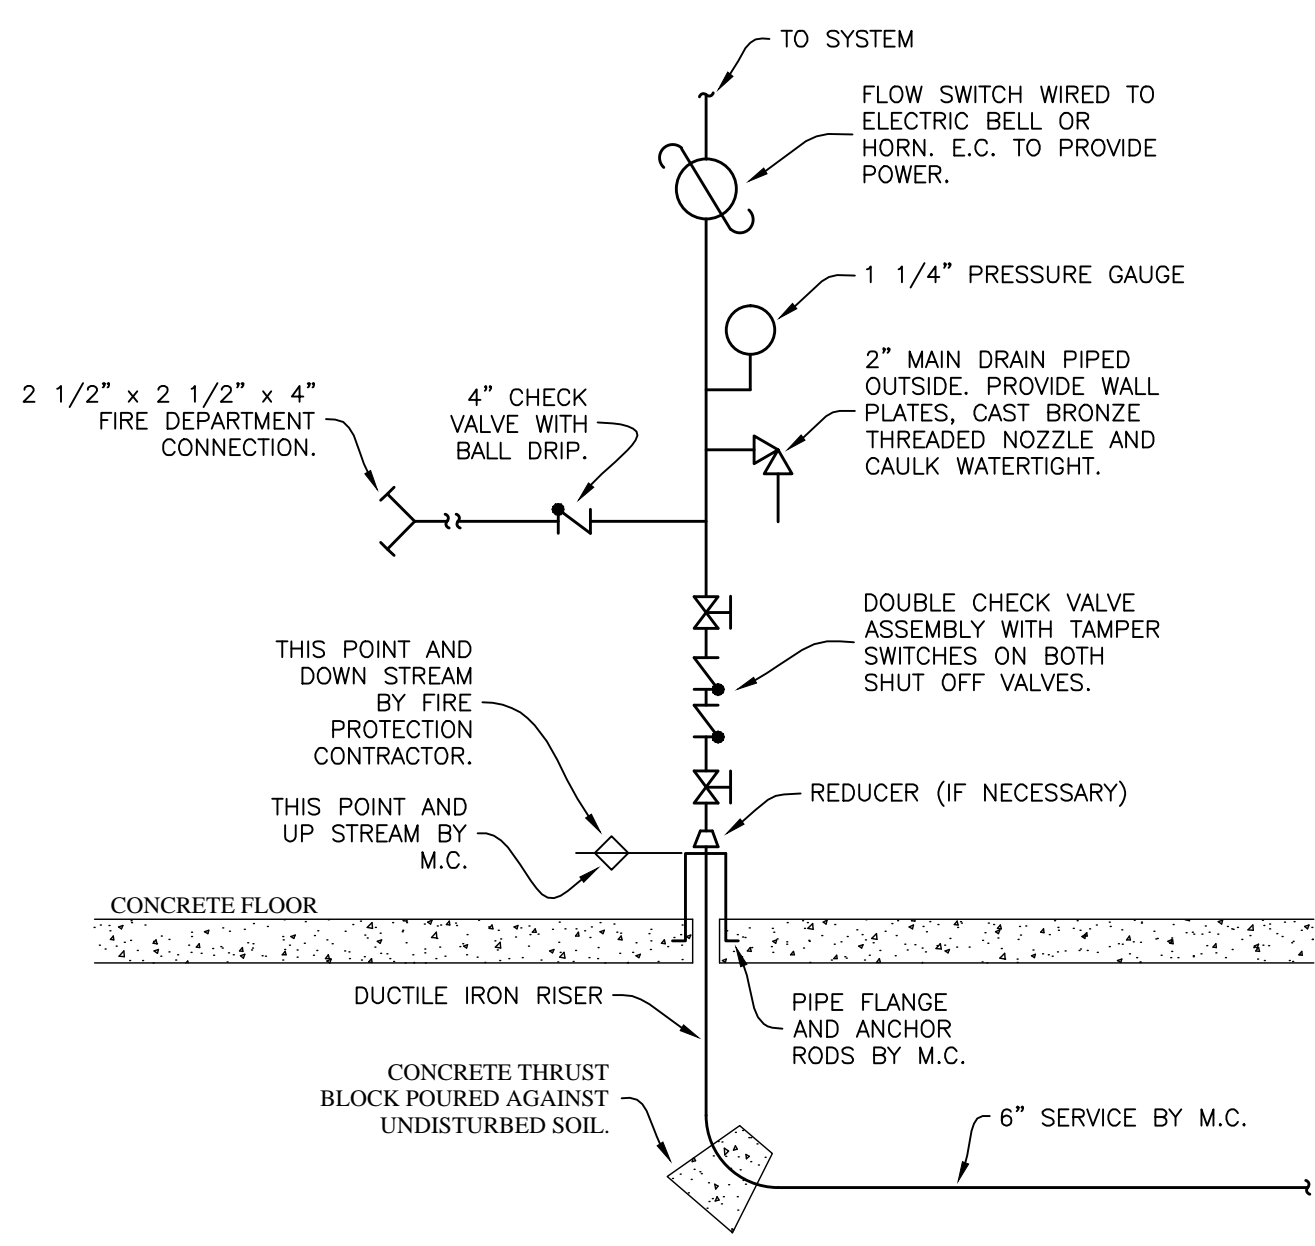 TO SYSTEM
FLOW SWITCH WIRED TO
ELECTRIC BELL OR
HORN. E.C. TO PROVIDE
POWER.
1 1/4” PRESSURE GAUGE
2” MAIN DRAIN PIPED
OUTSIDE. PROVIDE WALL
PLATES, CAST BRONZE
THREADED NOZZLE AND
CAULK WATERTIGHT.
2 1/2” x 2 1/2” x 4”
FIRE DEPARTMENT
CONNECTION.
4” CHECK
VALVE WITH
BALL DRIP.
DOUBLE CHECK VALVE
ASSEMBLY WITH TAMPER
SWITCHES ON BOTH
SHUT OFF VALVES.
THIS POINT AND
DOWN STREAM
BY FIRE
PROTECTION
CONTRACTOR.
REDUCER (IF NECESSARY)
THIS POINT AND
UP STREAM BY
M.C.
CONCRETE FLOOR
DUCTILE IRON RISER
PIPE FLANGE
AND ANCHOR
RODS BY M.C.
CONCRETE THRUST
BLOCK POURED AGAINST
UNDISTURBED SOIL.
6” SERVICE BY M.C.